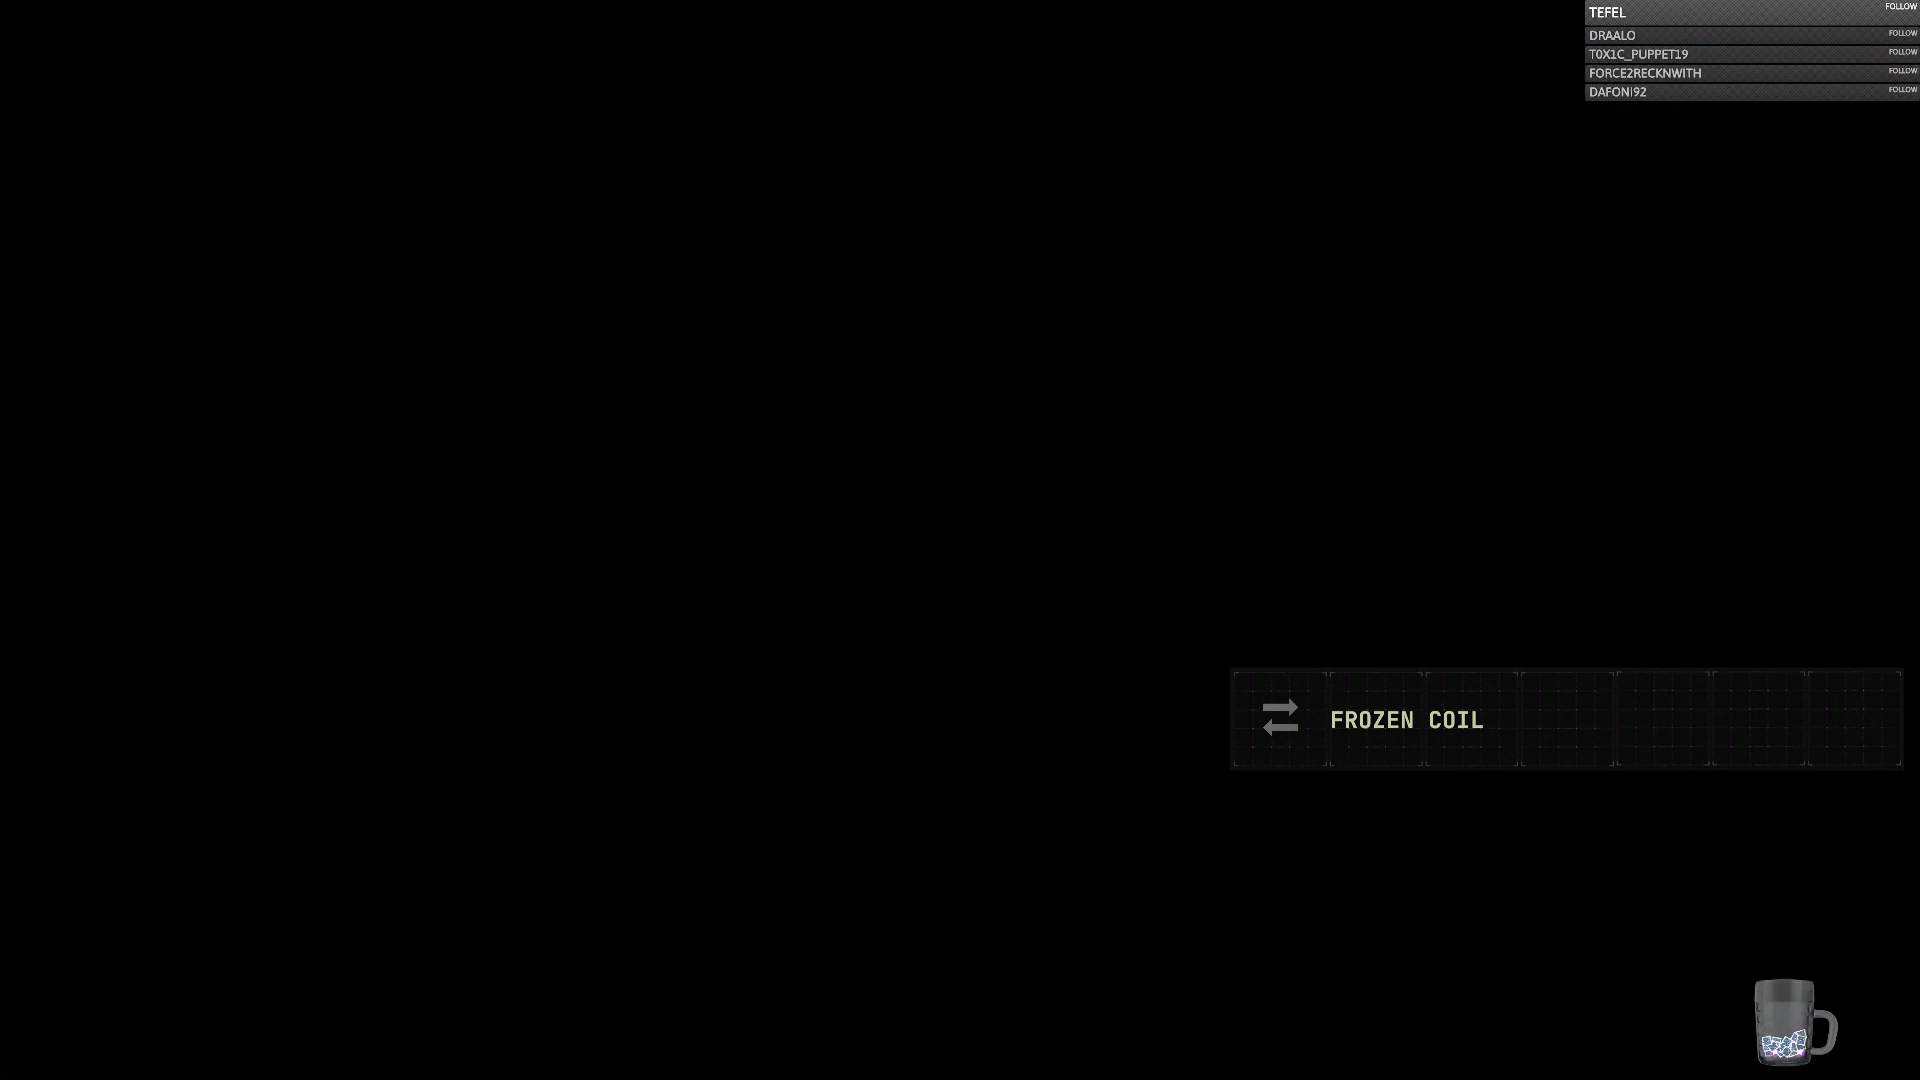 TEFEL FOLLOW
DRAALO FOLLOW
T0X1C_PUPPET19 FOLLOW
FORCE2RECKNWITH FOLLOW
DAFONI92 FOLLOW
FROZEN COIL